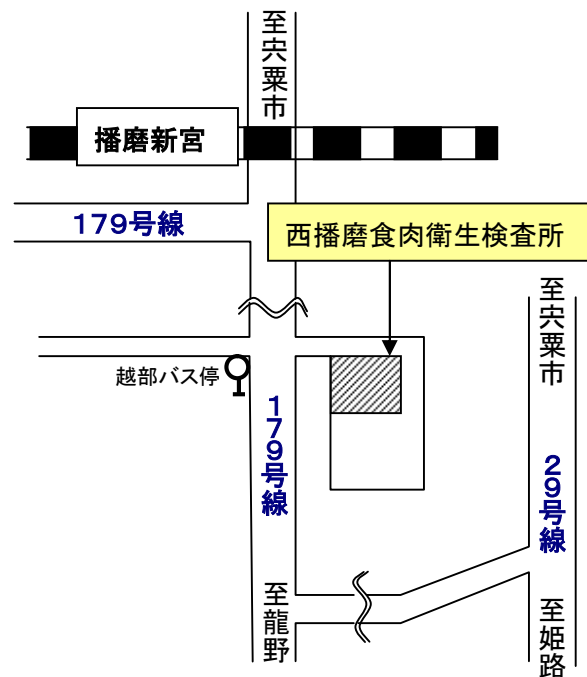 至宍粟市
播磨新宮
179号線
西播磨食肉衛生検査所
至宍粟市
越部バス停
179号線
29号線
至龍野
至姫路